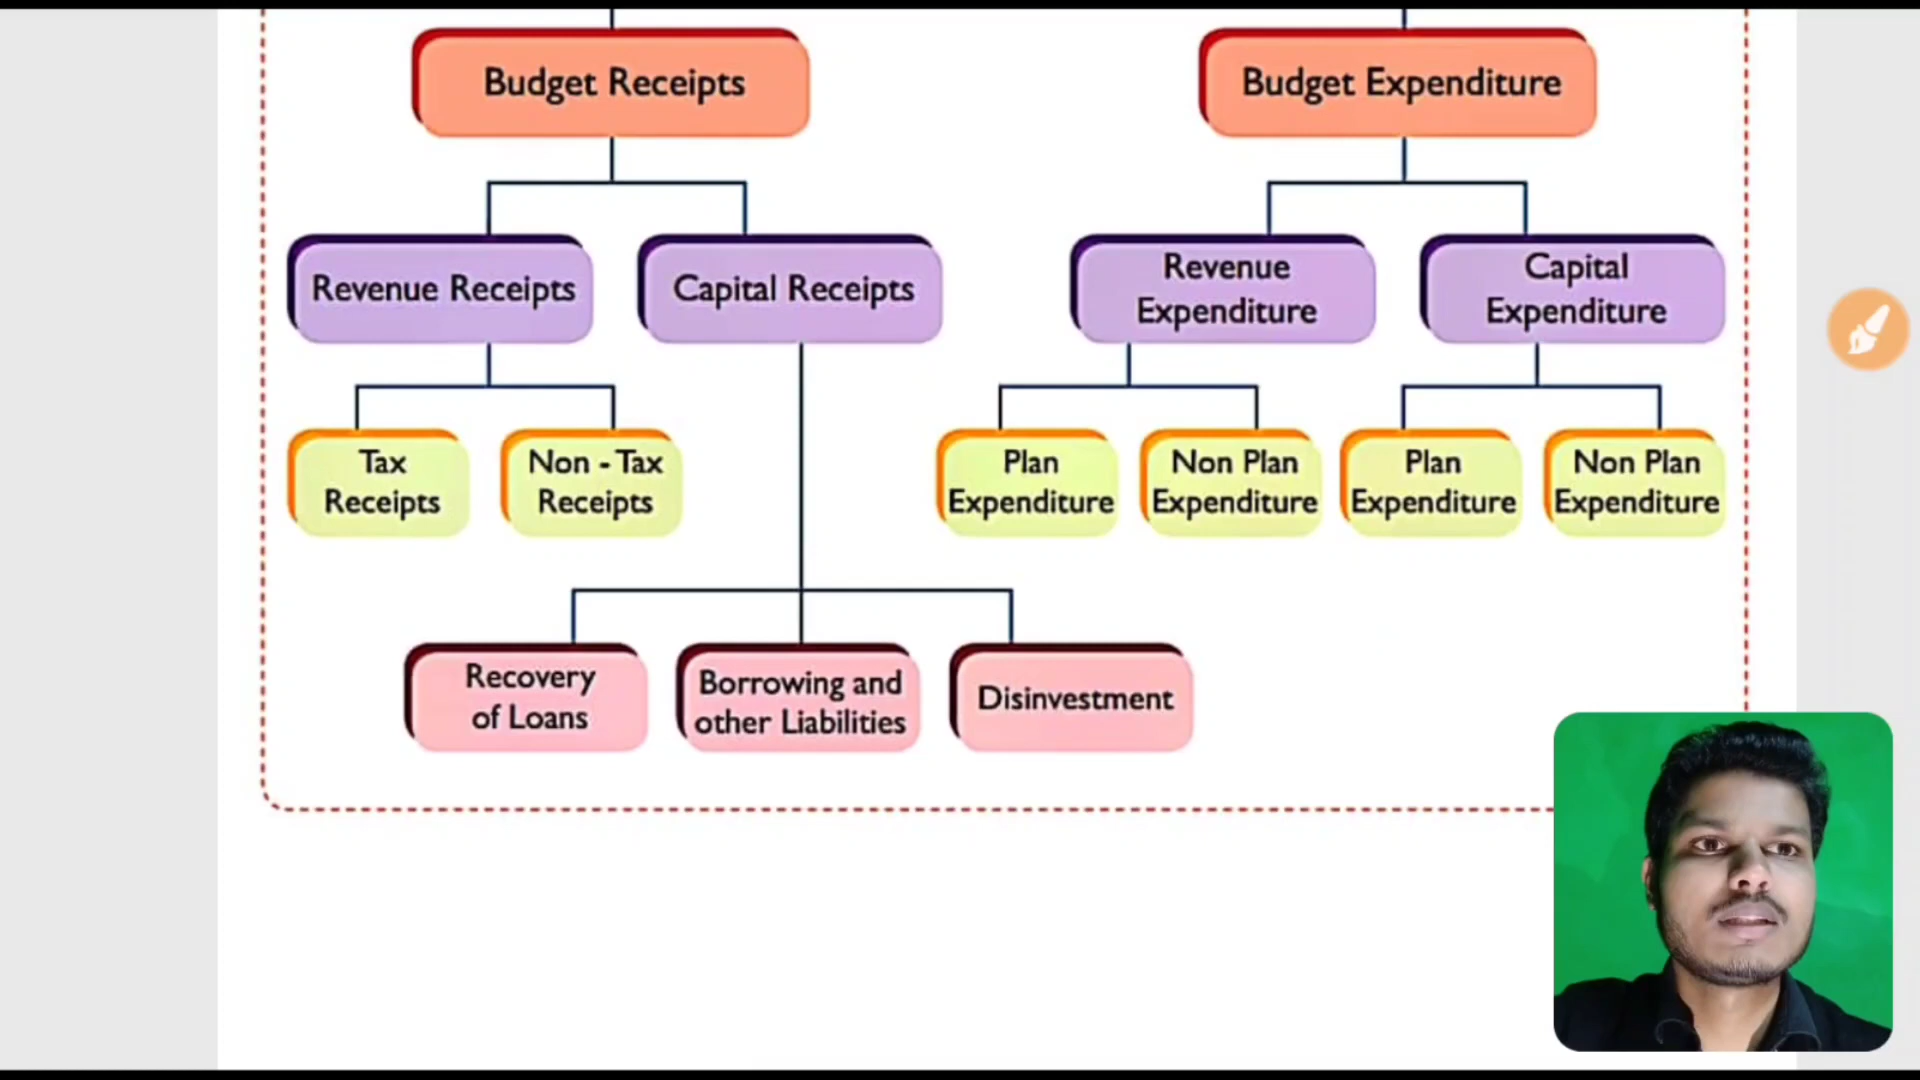 Budget Receipts
Budget Expenditure
Revenue Receipts
Capital Receipts
Revenue
Expenditure
Capital
Expenditure
Tax
Receipts
Non - Tax
Receipts
Plan
Expenditure
Non Plan
Expenditure
Plan
Expenditure
Non Plan
Expenditure
Recovery
of Loans
Borrowing and
other Liabilities
Disinvestment